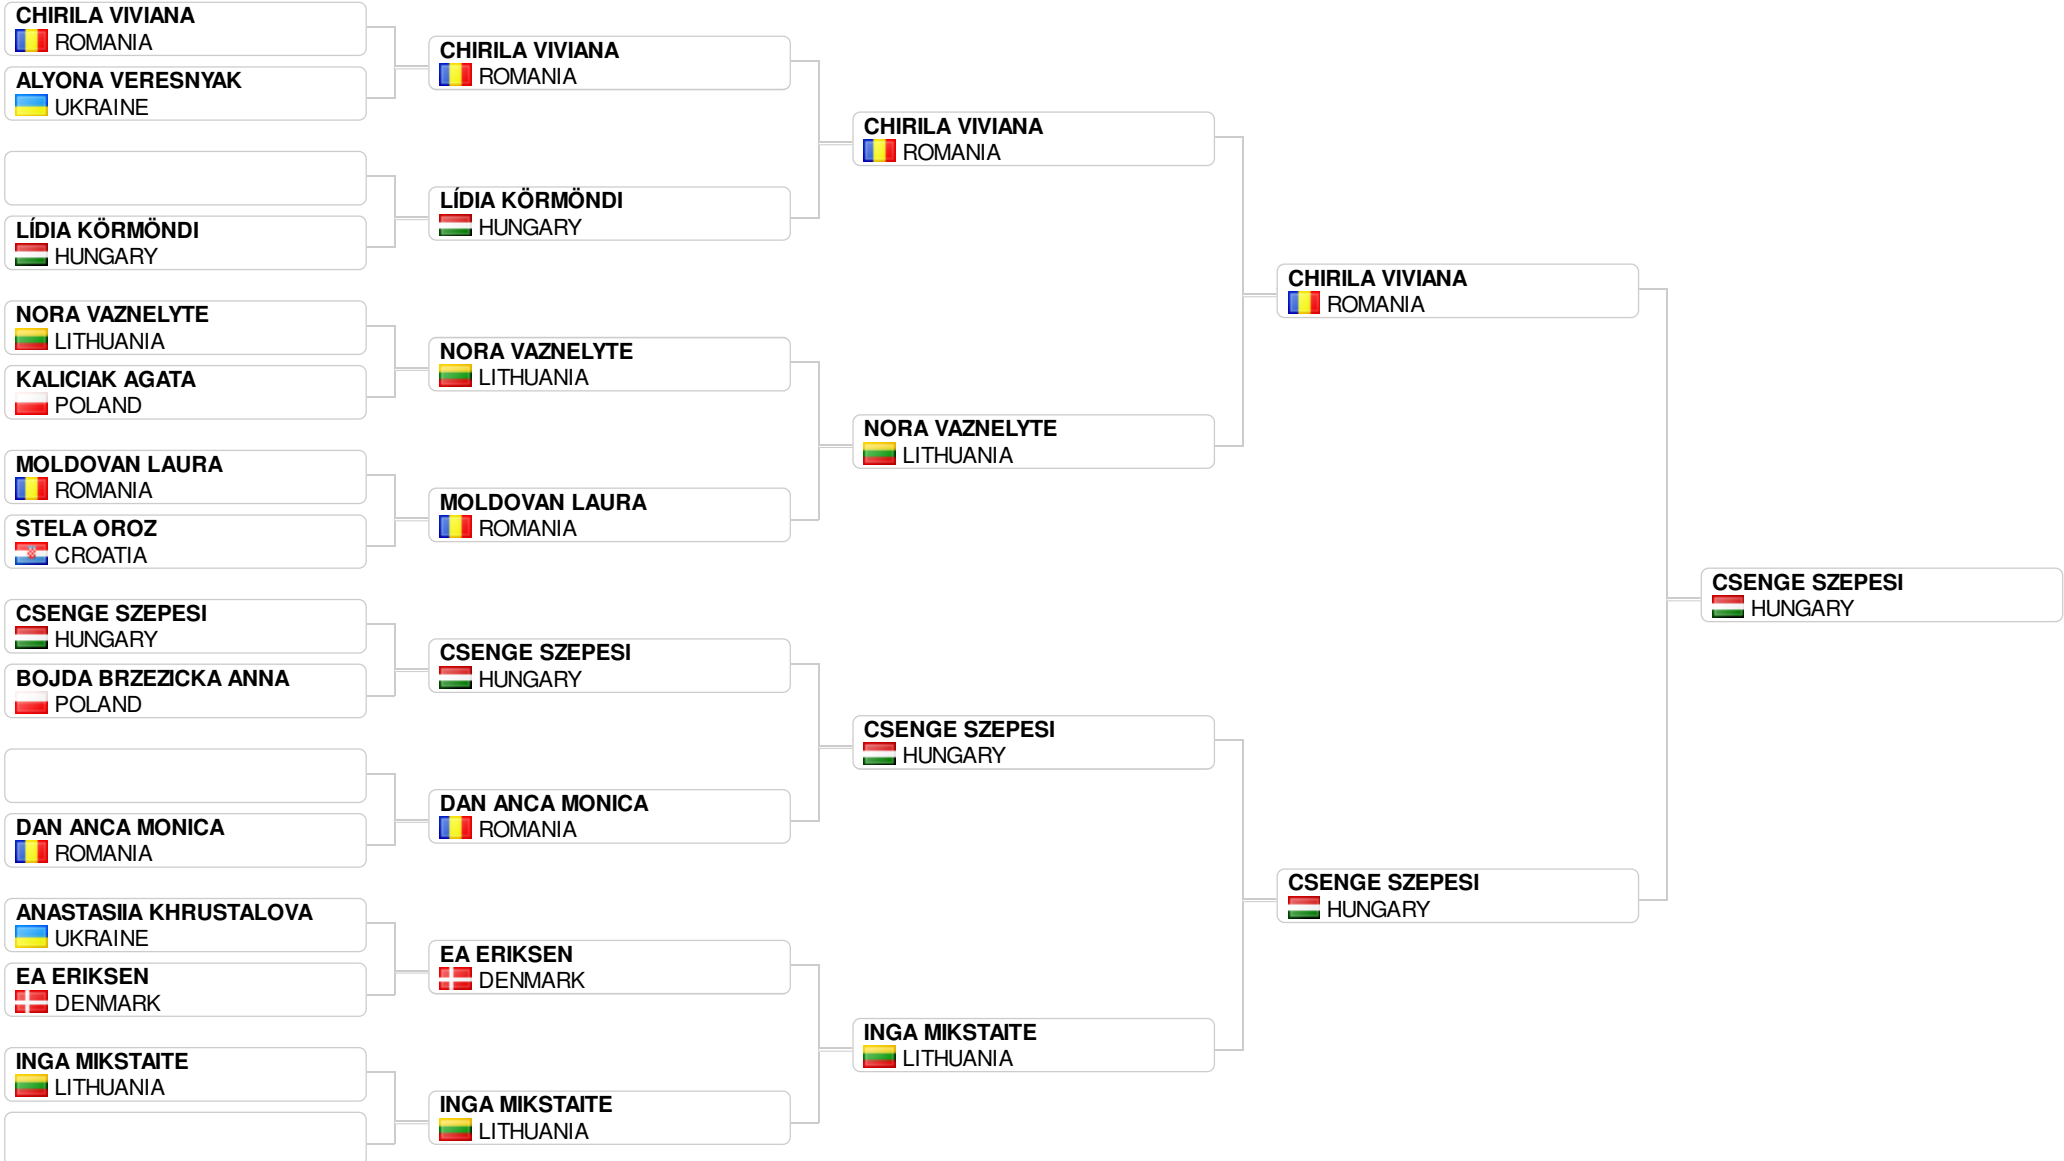 CHIRILA VIVIANA
ROMANIA
ALYONA VERESNYAK
UKRAINE
LÍDIA KÖRMÖNDI
HUNGARY
NORA VAZNELYTE
LITHUANIA
KALICIAK AGATA
POLAND
MOLDOVAN LAURA
ROMANIA
STELA OROZ
CROATIA
CSENGE SZEPESI
HUNGARY
BOJDA BRZEZICKA ANNA
POLAND
DAN ANCA MONICA
ROMANIA
ANASTASIIA KHRUSTALOVA
UKRAINE
EA ERIKSEN
DENMARK
INGA MIKSTAITE
LITHUANIA
CHIRILA VIVIANA
ROMANIA
LÍDIA KÖRMÖNDI
HUNGARY
NORA VAZNELYTE
LITHUANIA
MOLDOVAN LAURA
ROMANIA
CSENGE SZEPESI
HUNGARY
DAN ANCA MONICA
ROMANIA
EA ERIKSEN
DENMARK
INGA MIKSTAITE
LITHUANIA
CHIRILA VIVIANA
ROMANIA
NORA VAZNELYTE
LITHUANIA
CSENGE SZEPESI
HUNGARY
INGA MIKSTAITE
LITHUANIA
CHIRILA VIVIANA
ROMANIA
CSENGE SZEPESI
HUNGARY
CSENGE SZEPESI
HUNGARY